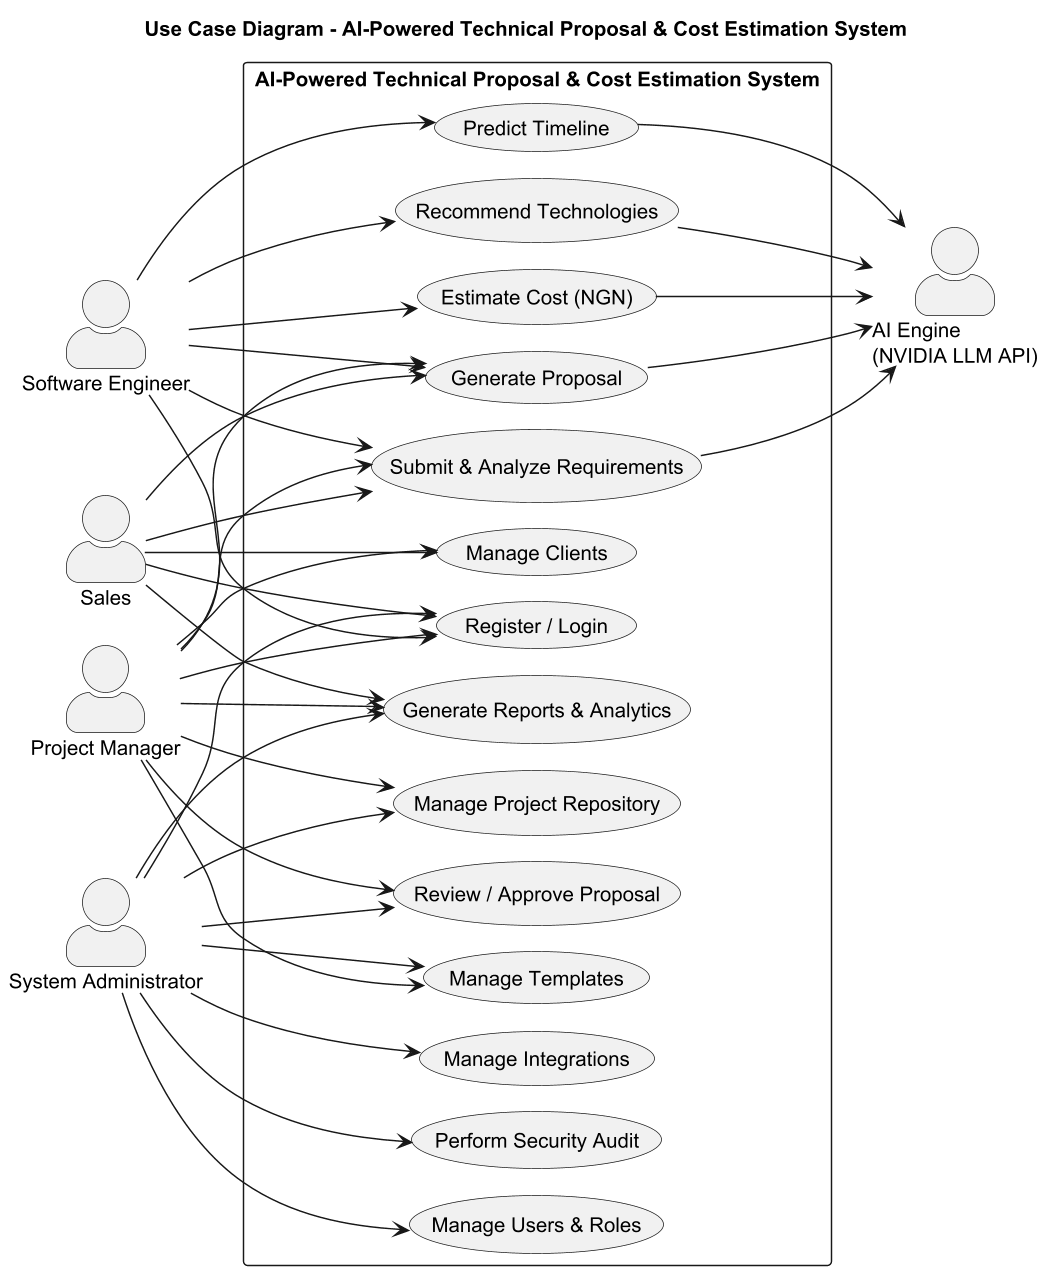 Use Case Diagram - AI-Powered Technical Proposal & Cost Estimation System
AI-Powered Technical Proposal & Cost Estimation System
Predict Timeline
Recommend Technologies
Estimate Cost (NGN)
Generate Proposal
Submit & Analyze Requirements
Manage Clients
Register / Login
Generate Reports & Analytics
Manage Project Repository
Review / Approve Proposal
Manage Templates
Manage Integrations
Perform Security Audit
Manage Users & Roles
Software Engineer
Sales
Project Manager
System Administrator
AI Engine
(NVIDIA LLM API)